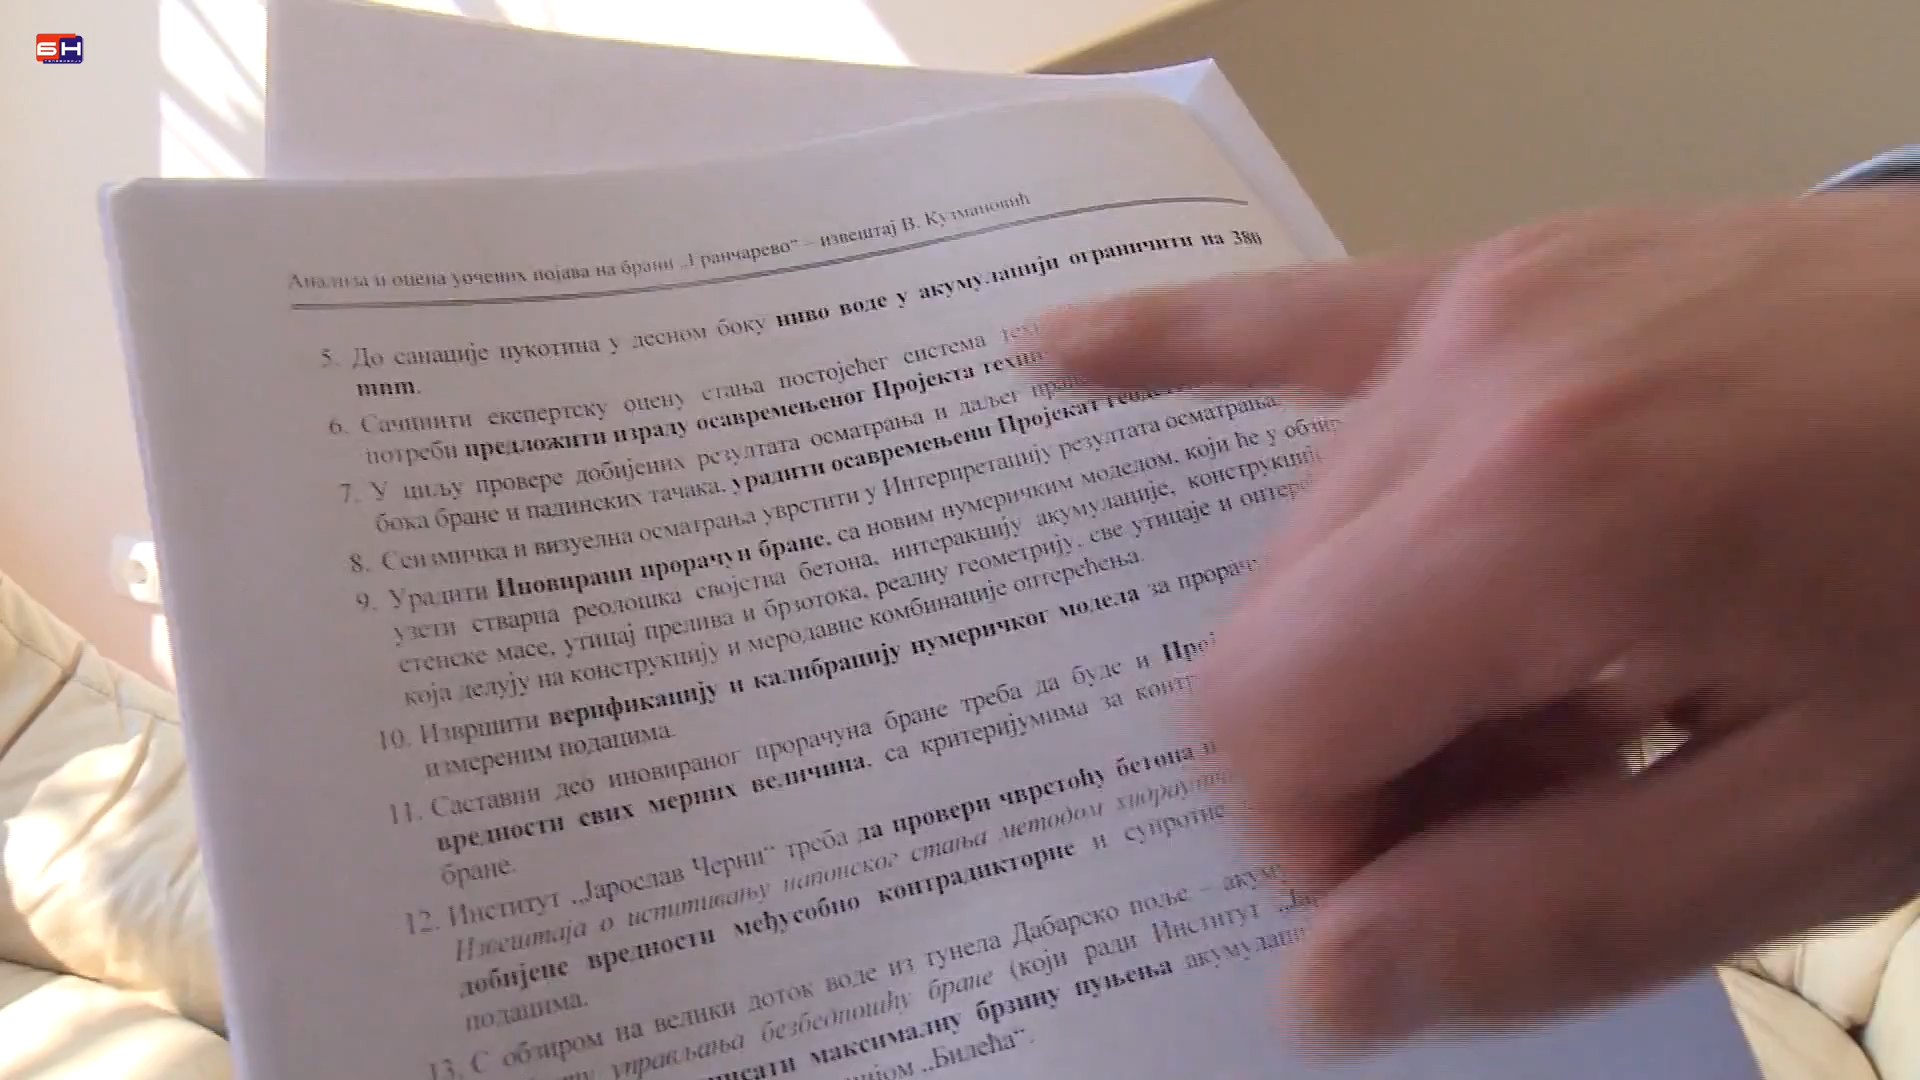 БН
Анализа и оцена уочених појава на брани „Гранчарево“ – извештај В. Кузмановић
5. До санације пукотина у десном боку ниво воде у акумулацији ограничити на 380
mnm.
6. Сачинити експертску оцену стања постојећег система
потреби предложити израду осавремењеног Пројекта
7. У циљу провере добијених резултата осматрања и даљег
бока бране и падинских тачака, урадити осавремењени Пројекат
8. Сеизмичка и визуелна осматрања уврстити у Интерпретацију резултата осматрања.
9. Урадити Иновирани прорачун бране, са новим нумеричким моделом, који ће у обзир
узети стварна реолошка својства бетона, интеракцију акумулације, конструкције
стенске масе, утицај прелива и брзотока, реалну геометрију, све утицаје и
која делују на конструкцију и меродавне комбинације оптерећења.
10. Извршити верификацију и калибрацију нумеричког модела за
измереним подацима.
11. Саставни део иновираног прорачуна бране треба да буде и
вредности свих мерних величина, са критеријумима за
бране.
12. Институт „Јарослав Черни“ треба да провери чврстоћу бетона
Извештаја о испитивању напонског стања методом
добијене вредности међусобно контрадикторне и супротне
подацима.
13. С обзиром на велики доток воде из тунела Дабарско поље –
управљања безбедношћу бране (који ради Институт
максималну брзину пуњења
„Билећа“.